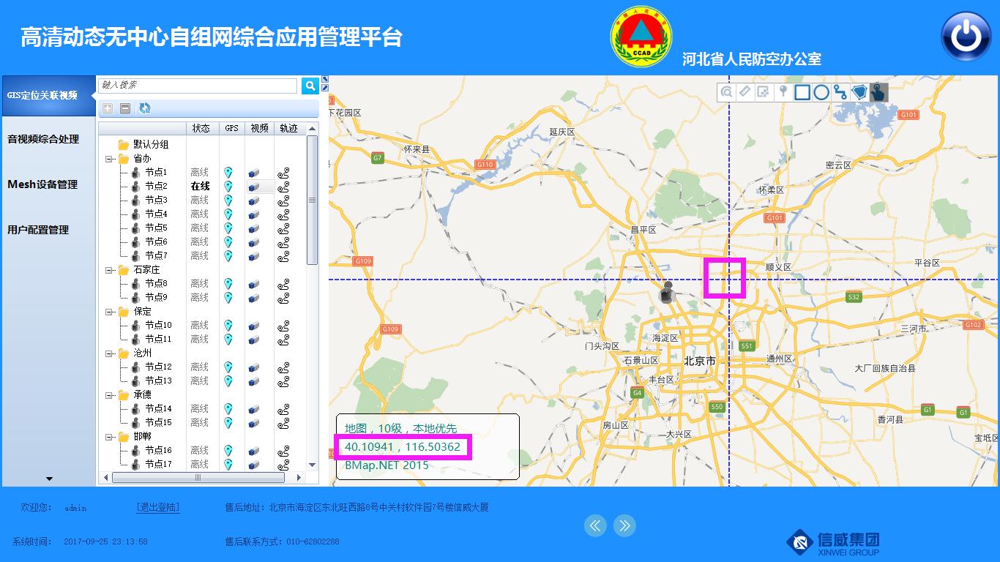 高清动态无中心自组网综合应用管理平台
中国人民防空
CCAD
河北省人民防空办公室
GIS定位关联视频
音视频综合处理
Mesh设备管理
用户配置管理
键入搜索
状态 GPS 视频 轨迹
默认分组
省办
节点1 离线
节点2 在线
节点3 离线
节点4 离线
节点5 离线
节点6 离线
节点7 离线
石家庄
节点8 离线
节点9 离线
保定
节点10 离线
节点11 离线
沧州
节点12 离线
节点13 离线
承德
节点14 离线
节点15 离线
邯郸
节点16 离线
节点17 离线
下花园区
延庆区
G101
怀来县
G7
G110
密云区
怀柔区
G101
昌平区
G109
顺义区
平谷区
S32
G109
海淀区
门头沟区
S51
三河市
G102
石景山区
北京市
通州区
大厂回族自治县
丰台区
G4
S50
G1
G1
房山区
大兴区
香河县
宝坻区
地图，10级，本地优先
40.10941，116.50362
BMap.NET 2015
欢迎您： admin
[退出登陆]
售后地址：北京市海淀区东北旺西路8号中关村软件园7号楼信威大厦
系统时间： 2017-09-25 23:13:58
售后联系方式：010-62802288
信威集团
XINWEI GROUP